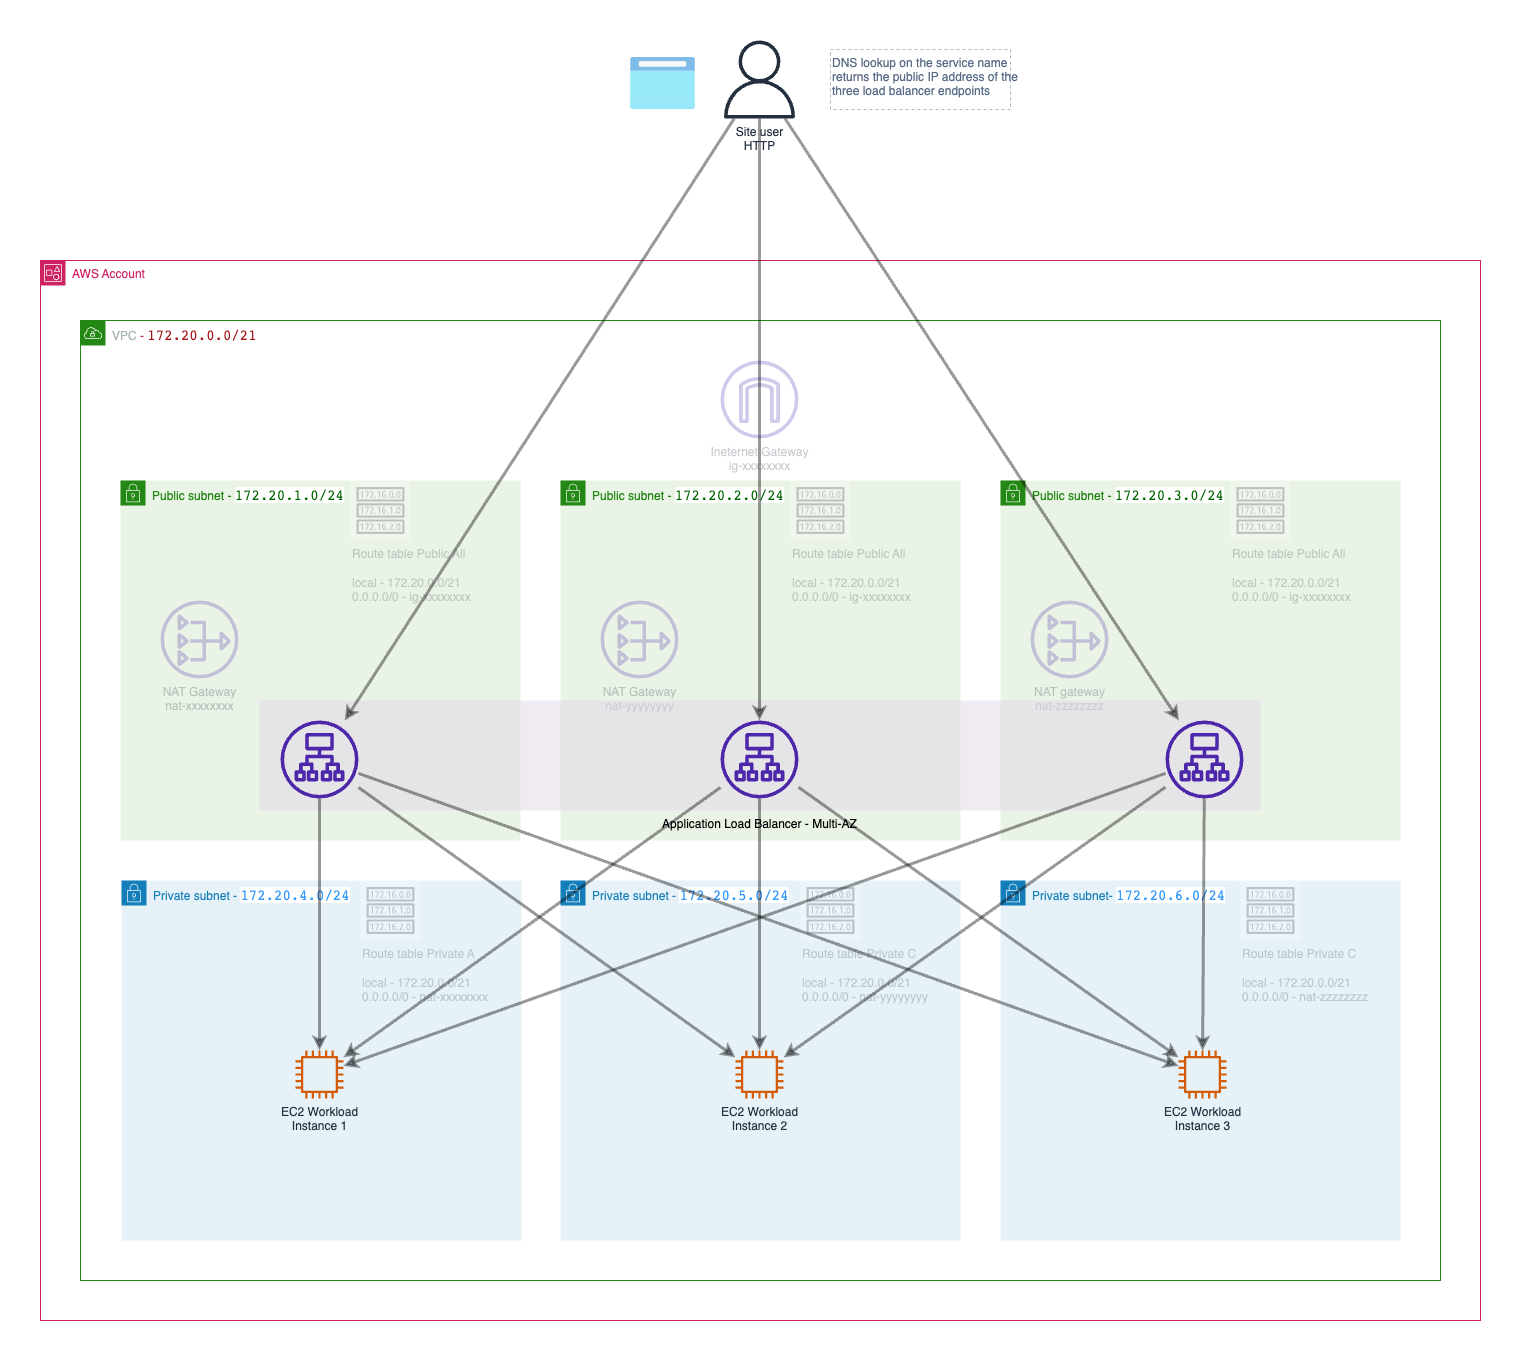 DNS lookup on the service name
returns the public IP address of the
three load balancer endpoints
Site user
HTTP
AWS Account
VPC - 172.20.0.0/21
Ineternet Gateway
ig-xxxxxxxx
Public subnet - 172.20.1.0/24
172.16.0.0
172.16.1.0
172.16.2.0
Route table Public All
local - 172.20.0.0/21
0.0.0.0/0 - ig-xxxxxxxx
NAT Gateway
nat-xxxxxxxx
Public subnet - 172.20.2.0/24
172.16.0.0
172.16.1.0
172.16.2.0
Route table Public All
local - 172.20.0.0/21
0.0.0.0/0 - ig-xxxxxxxx
NAT Gateway
nat-yyyyyyyy
Public subnet - 172.20.3.0/24
172.16.0.0
172.16.1.0
172.16.2.0
Route table Public All
local - 172.20.0.0/21
0.0.0.0/0 - ig-xxxxxxxx
NAT gateway
nat-zzzzzzzz
Application Load Balancer - Multi-AZ
Private subnet - 172.20.4.0/24
172.16.0.0
172.16.1.0
172.16.2.0
Route table Private A
local - 172.20.0.0/21
0.0.0.0/0 - nat-xxxxxxxx
EC2 Workload
Instance 1
Private subnet - 172.20.5.0/24
172.16.0.0
172.16.1.0
172.16.2.0
Route table Private C
local - 172.20.0.0/21
0.0.0.0/0 - nat-yyyyyyyy
EC2 Workload
Instance 2
Private subnet- 172.20.6.0/24
172.16.0.0
172.16.1.0
172.16.2.0
Route table Private C
local - 172.20.0.0/21
0.0.0.0/0 - nat-zzzzzzzz
EC2 Workload
Instance 3